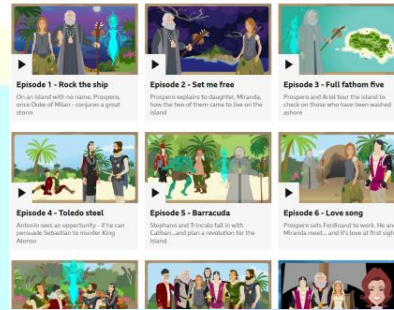 Episode 1 - Rock the ship
On an island with no name, Prospero,
once Duke of Milan - conjures a great
storm
Episode 2 - Set me free
Prospero explains to daughter, Miranda,
how the two of them came to live on the
island
Episode 3 - Full fathom five
Prospero and Ariel tour the island to
check on those who have been washed
ashore
Episode 4 - Toledo steel
Antonio sees an opportunity - if he can
persuade Sebastian to murder King
Alonso
Episode 5 - Barracuda
Stephano and Trinculo fall in with
Caliban...and plan a revolution for the
island.
Episode 6 - Love song
Prospero sets Ferdinand to work. He and
Miranda meet... and it's love at first sight